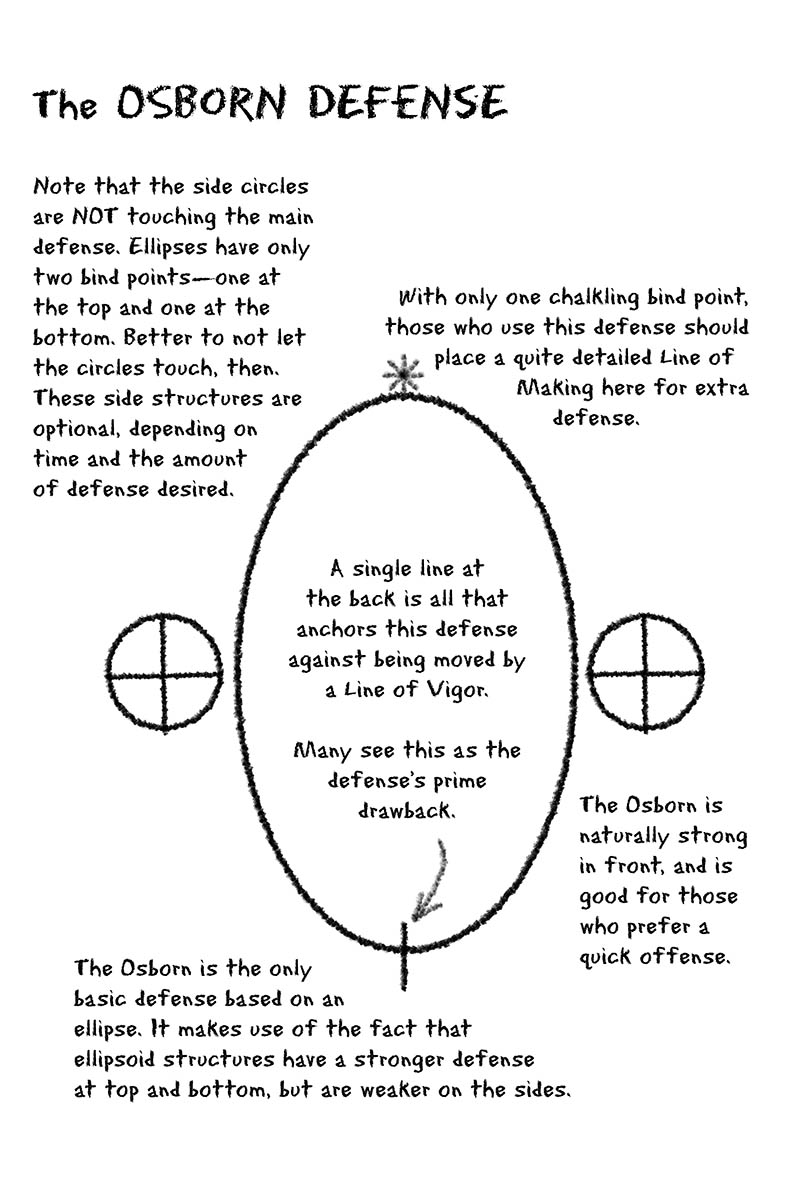 The OSBORN DEFENSE
Note that the side circles
are NOT touching the main
defense. Ellipses have only
two bind points—one at
the top and one at the
bottom. Better to not let
the circles touch, then.
These side structures are
optional, depending on
time and the amount
of defense desired.
With only one chalkling bind point,
those who use this defense should
place a quite detailed Line of
Making here for extra
defense.
A single line at
the back is all that
anchors this defense
against being moved by
a Line of Vigor.
Many see this as the
defense's prime
drawback.
The Osborn is
naturally strong
in front, and is
good for those
who prefer a
quick offense.
The Osborn is the only
basic defense based on an
ellipse. It makes use of the fact that
ellipsoid structures have a stronger defense
at top and bottom, but are weaker on the sides.